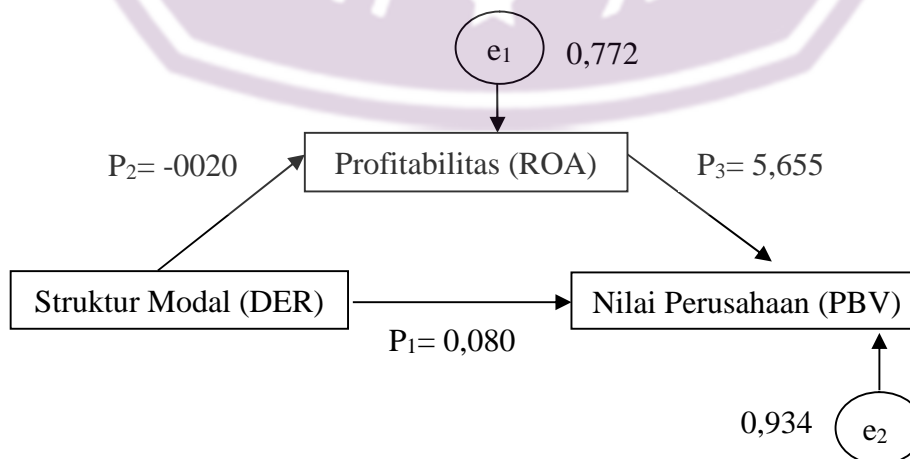 e₁ 0,772
P₂= -0020
Profitabilitas (ROA)
P₃= 5,655
Struktur Modal (DER)
Nilai Perusahaan (PBV)
P₁= 0,080
0,934 e₂